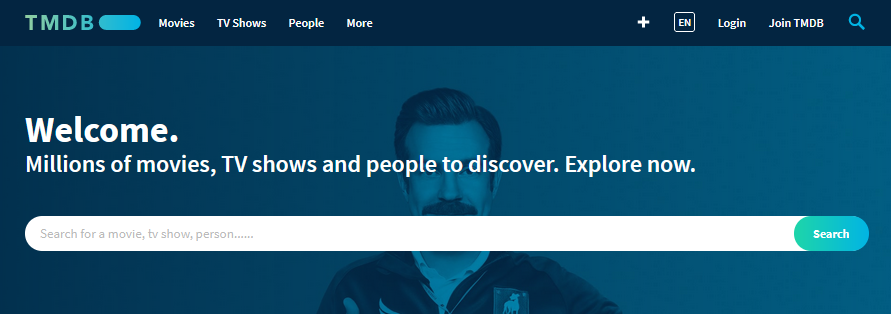 TMDB Movies TV Shows People More + EN Login Join TMDB
Welcome.
Millions of movies, TV shows and people to discover. Explore now.
Search for a movie, tv show, person...... Search